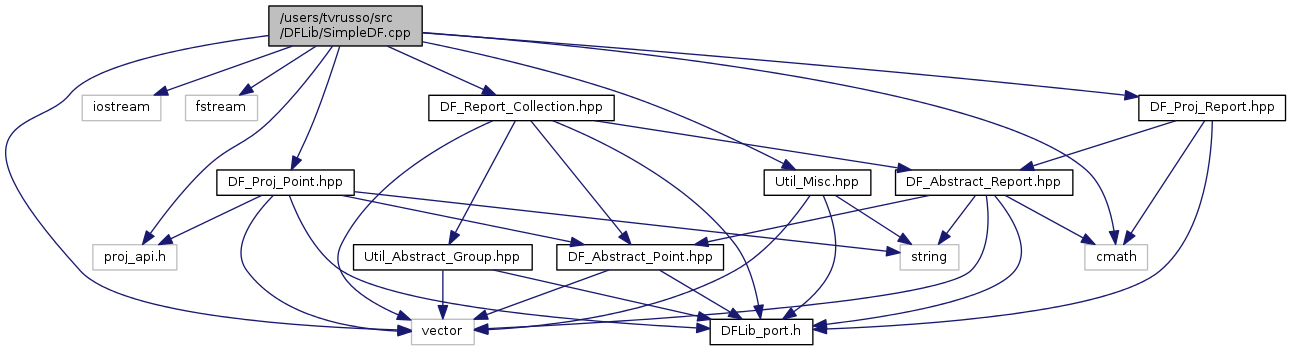 /users/tvrusso/src
/DFLib/SimpleDF.cpp
iostream
fstream
DF_Report_Collection.hpp
DF_Proj_Report.hpp
DF_Proj_Point.hpp
Util_Misc.hpp
DF_Abstract_Report.hpp
proj_api.h
Util_Abstract_Group.hpp
DF_Abstract_Point.hpp
string
cmath
vector
DFLib_port.h